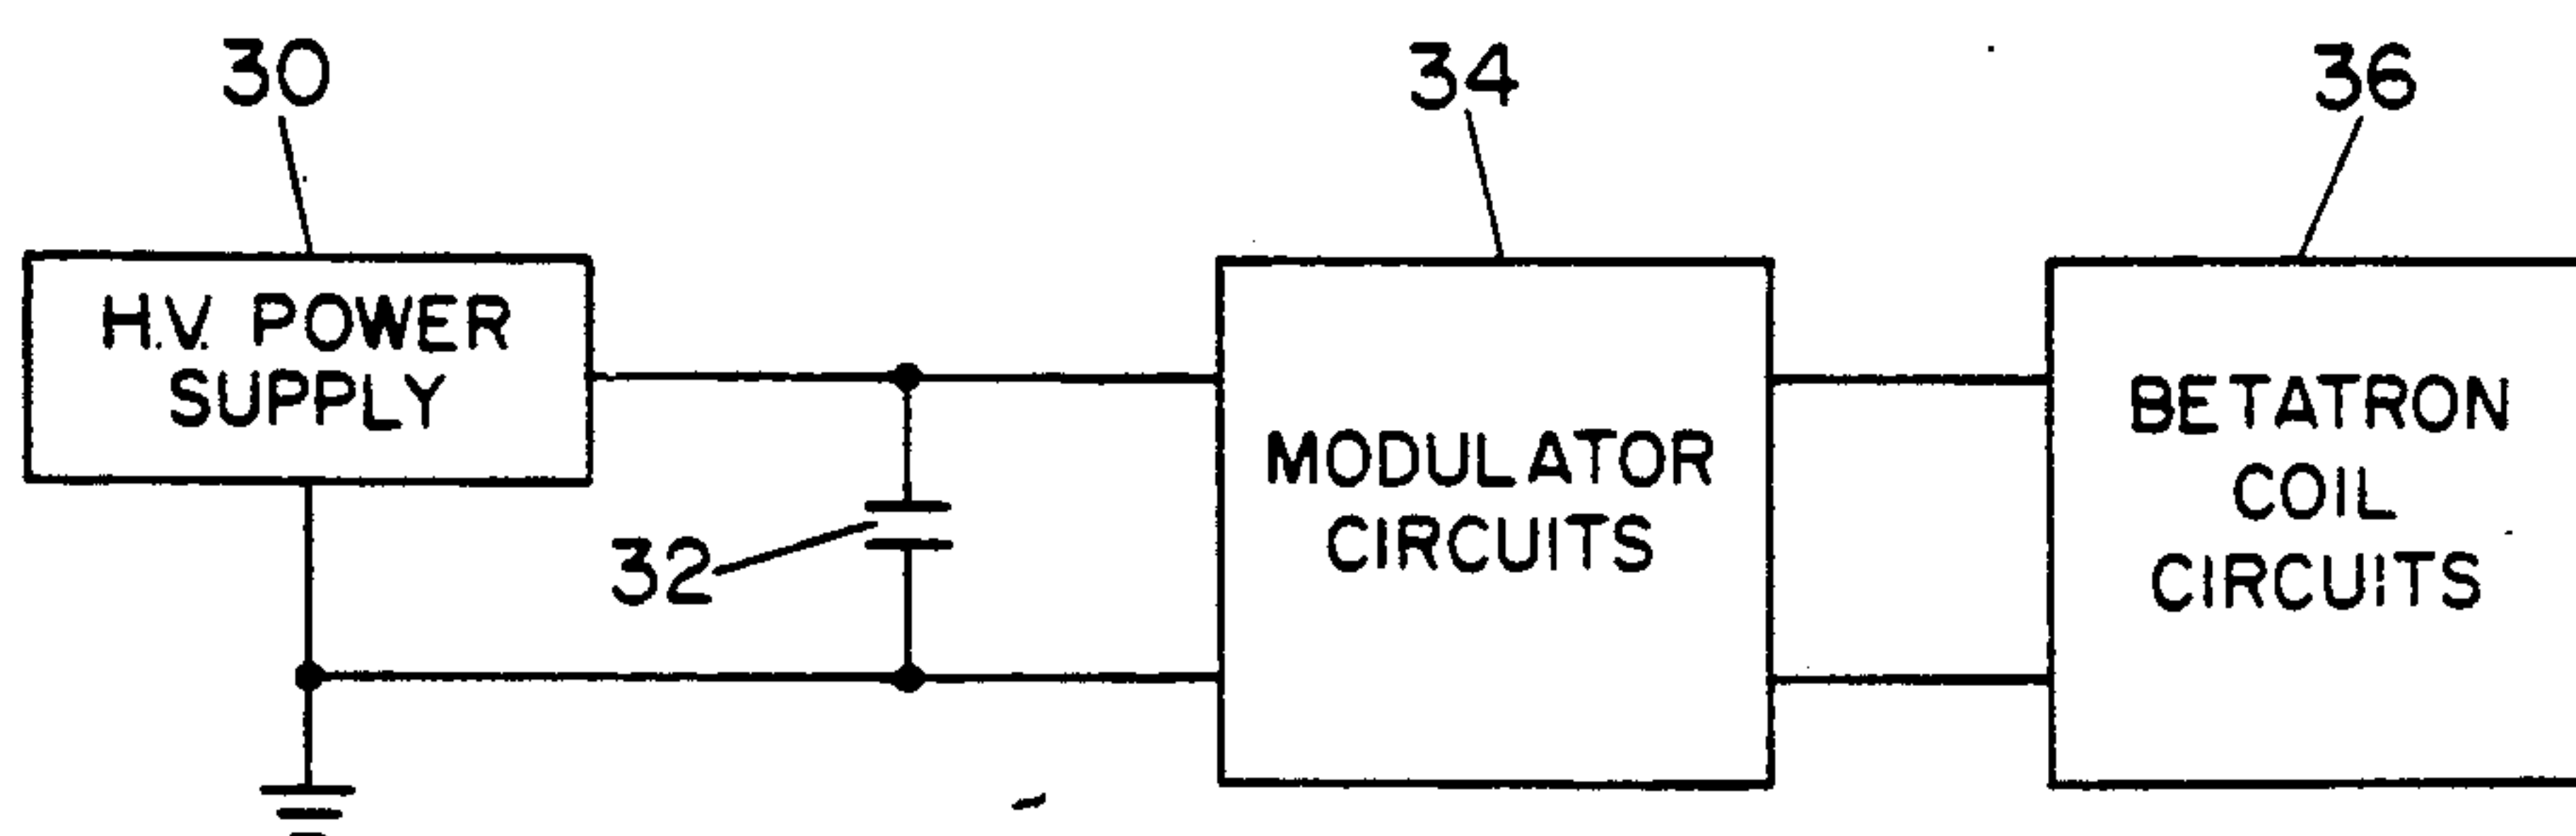 30
34
36
H.V. POWER
SUPPLY
32
MODULATOR
CIRCUITS
BETATRON
COIL
CIRCUITS